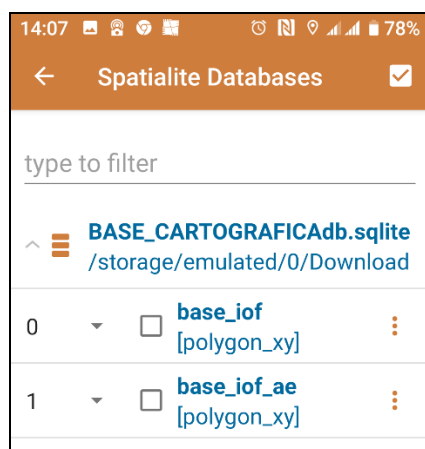 14:07 78%
Spatialite Databases
type to filter
BASE_CARTOGRAFICAdb.sqlite
/storage/emulated/0/Download
0 base_iof
[polygon_xy]
1 base_iof_ae
[polygon_xy]